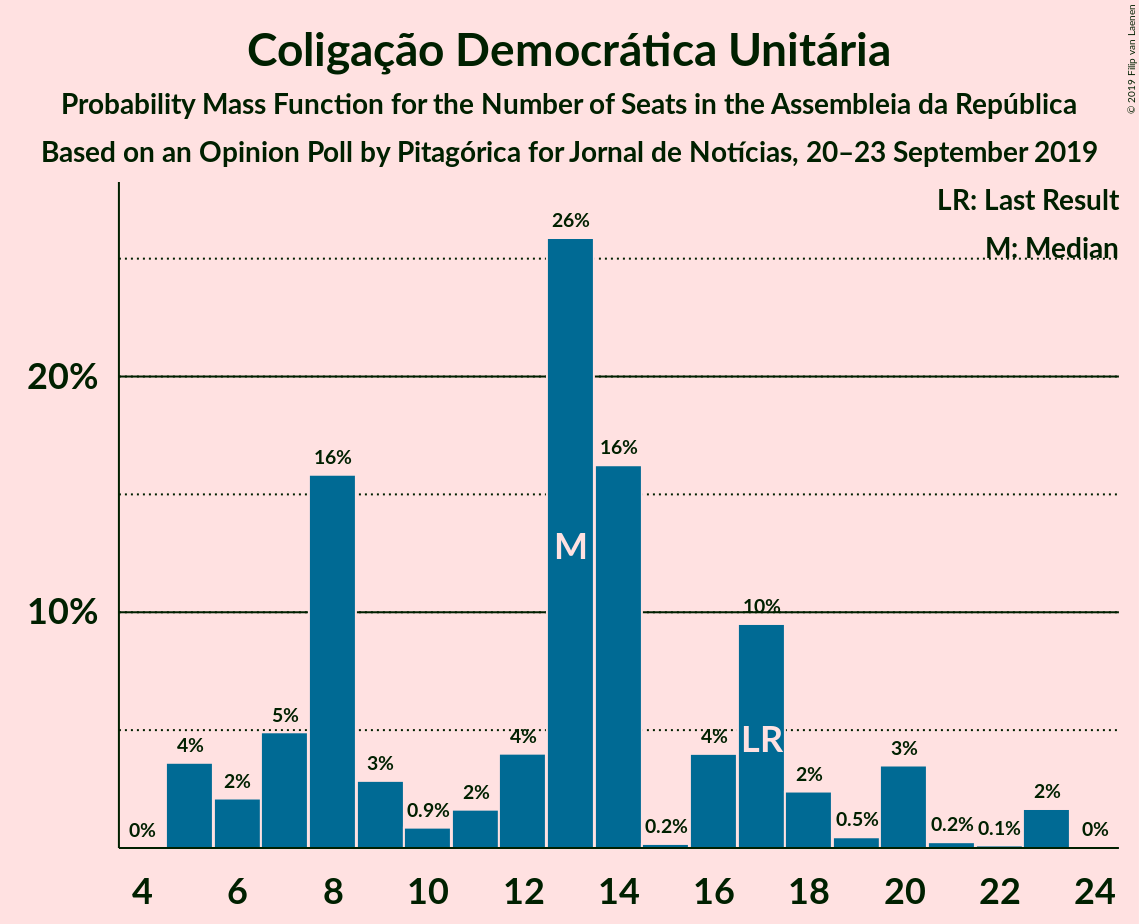 Coligação Democrática Unitária
Probability Mass Function for the Number of Seats in the Assembleia da República
Based on an Opinion Poll by Pitagórica for Jornal de Notícias, 20–23 September 2019
© 2019 Filip van Laenen
LR: Last Result
M: Median
20%
10%
0%
4%
2%
5%
16%
3%
0.9%
2%
4%
26%
16%
0.2%
4%
10%
2%
0.5%
3%
0.2%
0.1%
2%
0%
M
LR
4 6 8 10 12 14 16 18 20 22 24